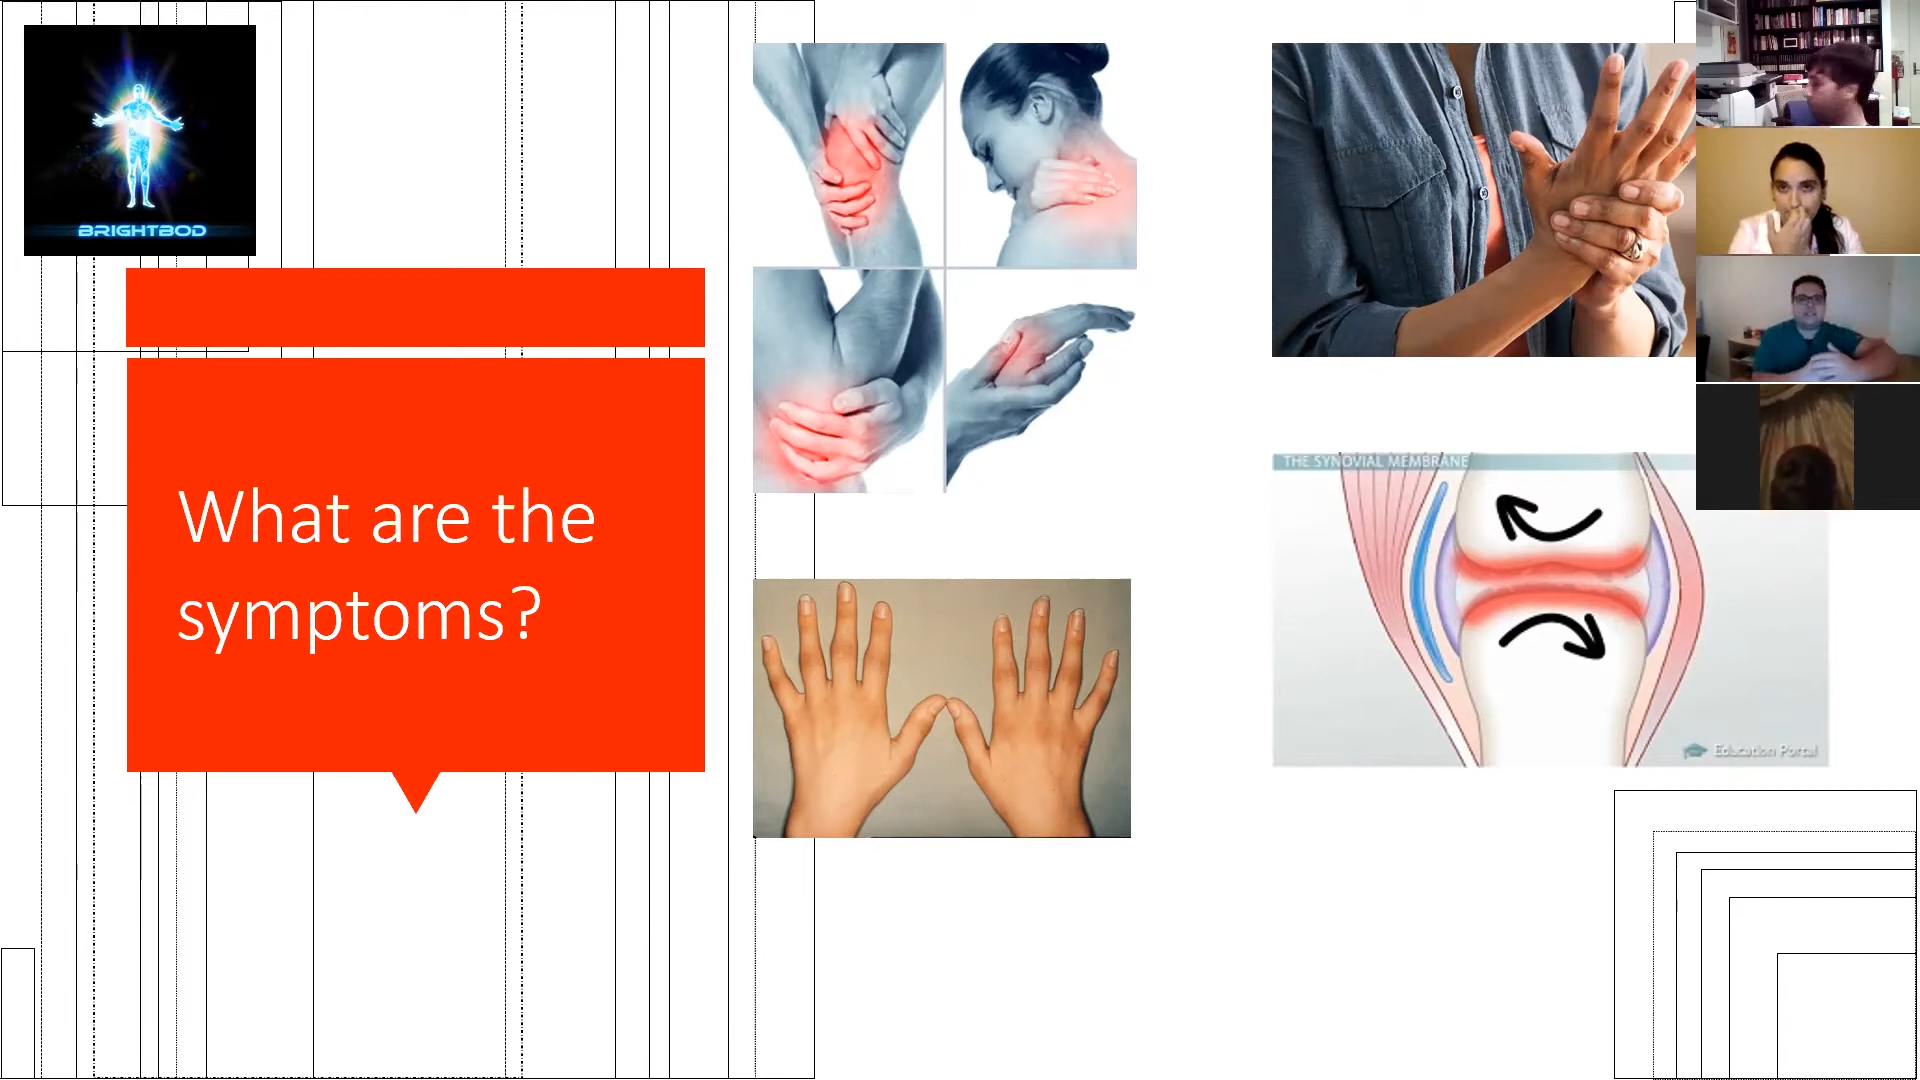 BRIGHTBOD
What are the
symptoms?
THE SYNOVIAL MEMBRANE
Education Portal